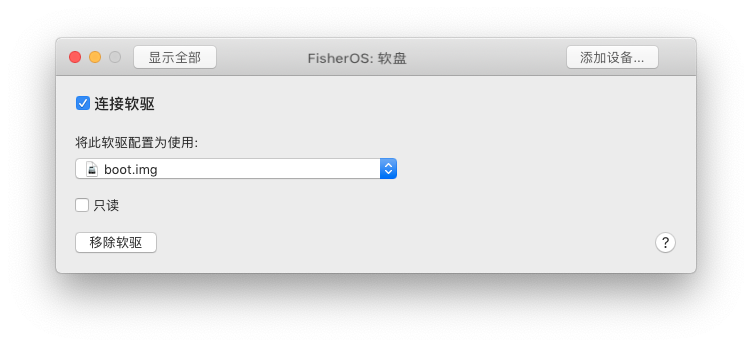 显示全部
FisherOS: 软盘
添加设备...
连接软驱
将此软驱配置为使用:
boot.img
只读
移除软驱
?